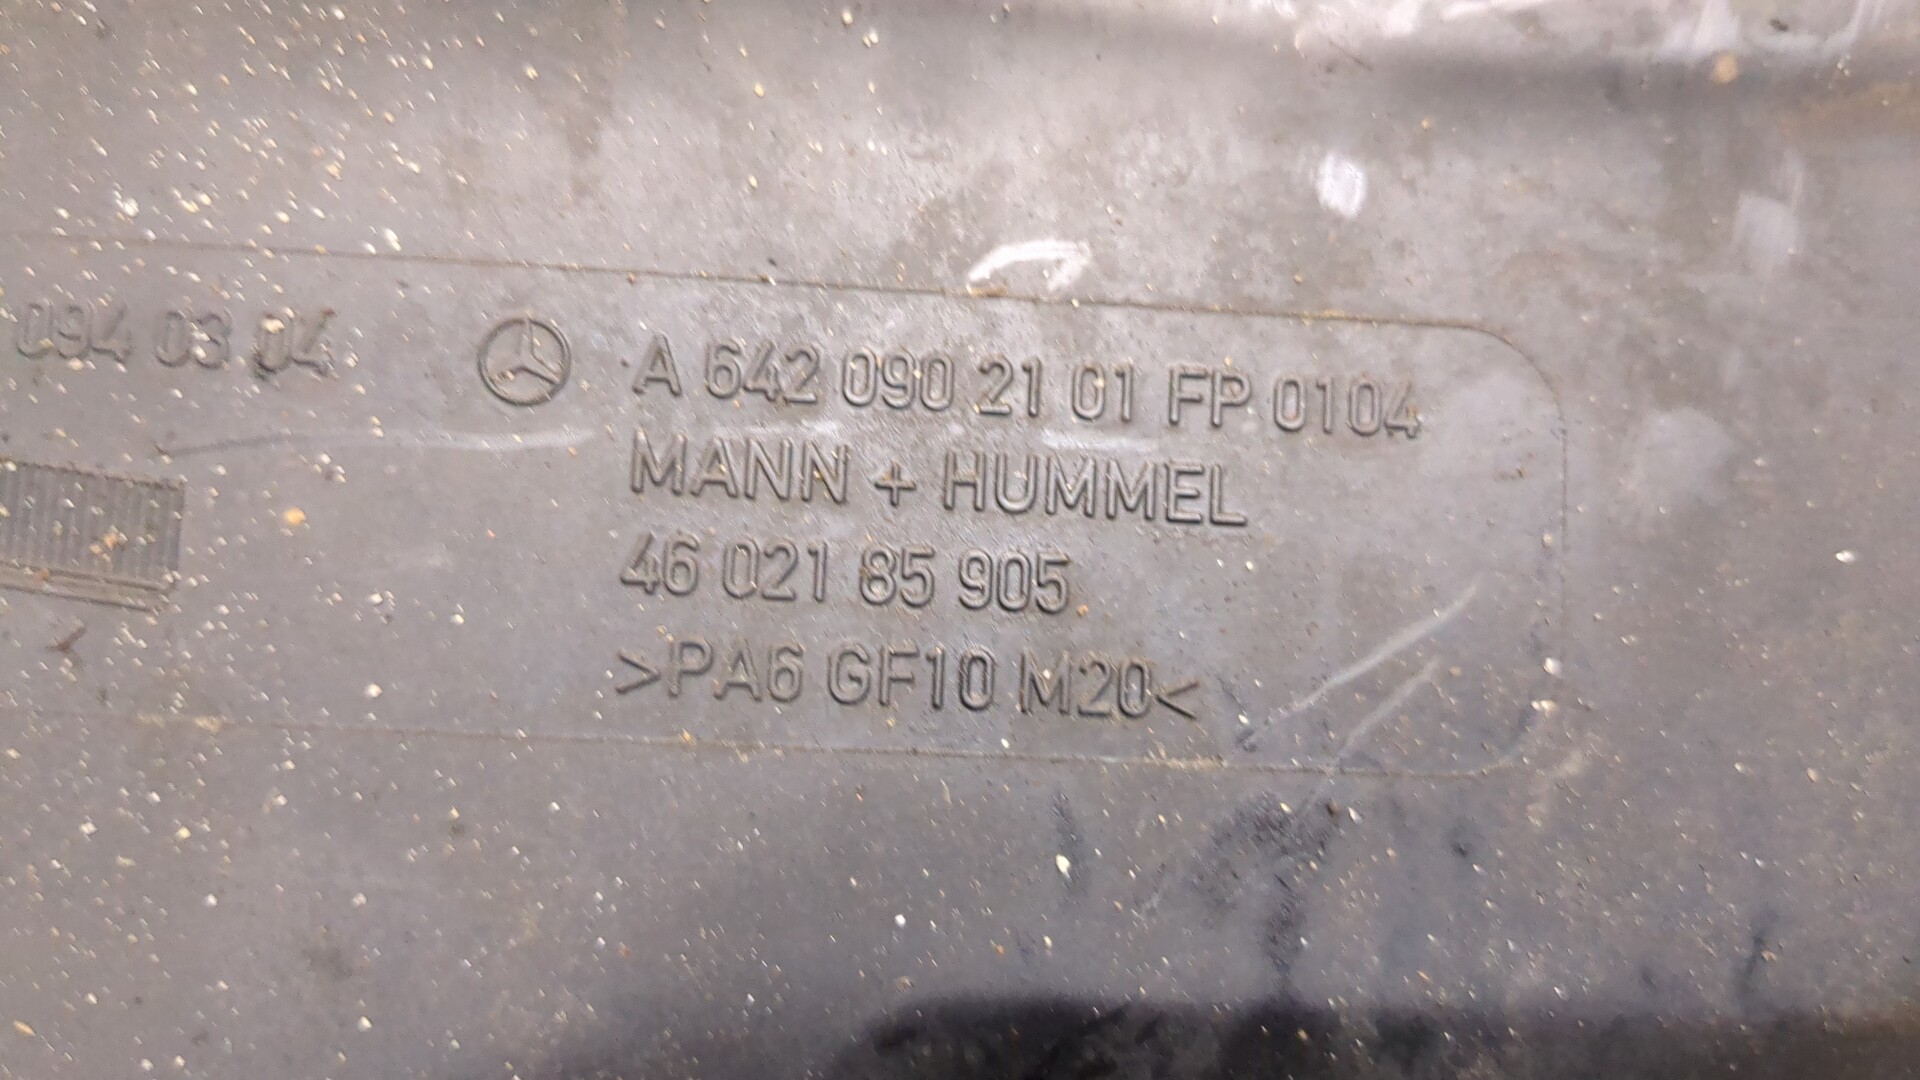 094 03 04
A 642 090 21 01 FP 0104
MANN + HUMMEL
46 021 85 905
>PA6 GF10 M20<